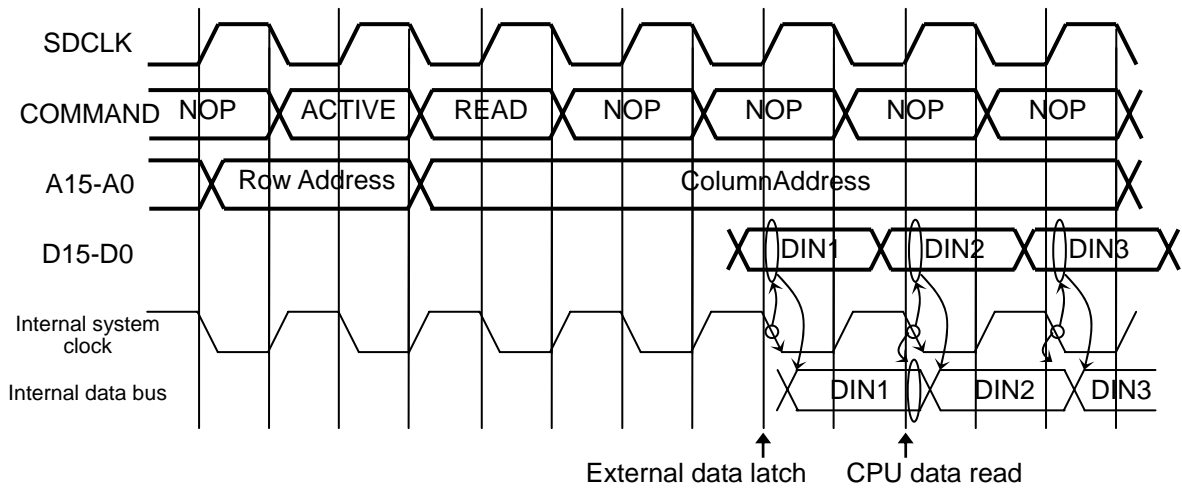 SDCLK
COMMAND NOP ACTIVE READ NOP NOP NOP NOP
A15-A0 Row Address ColumnAddress
D15-D0 DIN1 DIN2 DIN3
Internal system
clock
Internal data bus DIN1 DIN2 DIN3
External data latch CPU data read